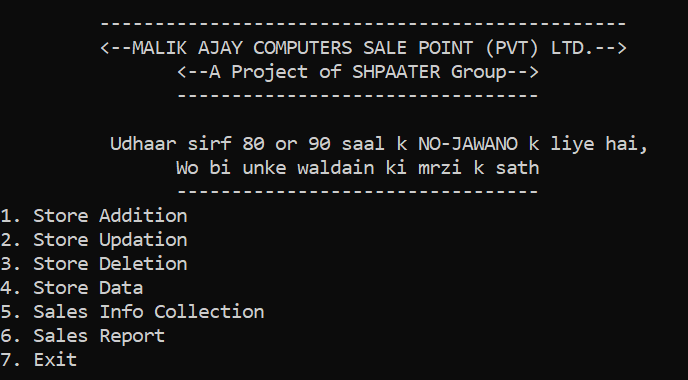 ------------------------------------------------
<--MALIK AJAY COMPUTERS SALE POINT (PVT) LTD.-->
<--A Project of SHPAATER Group-->
---------------------------------
Udhaar sirf 80 or 90 saal k NO-JAWANO k liye hai,
Wo bi unke waldain ki mrzi k sath
---------------------------------
1. Store Addition
2. Store Updation
3. Store Deletion
4. Store Data
5. Sales Info Collection
6. Sales Report
7. Exit